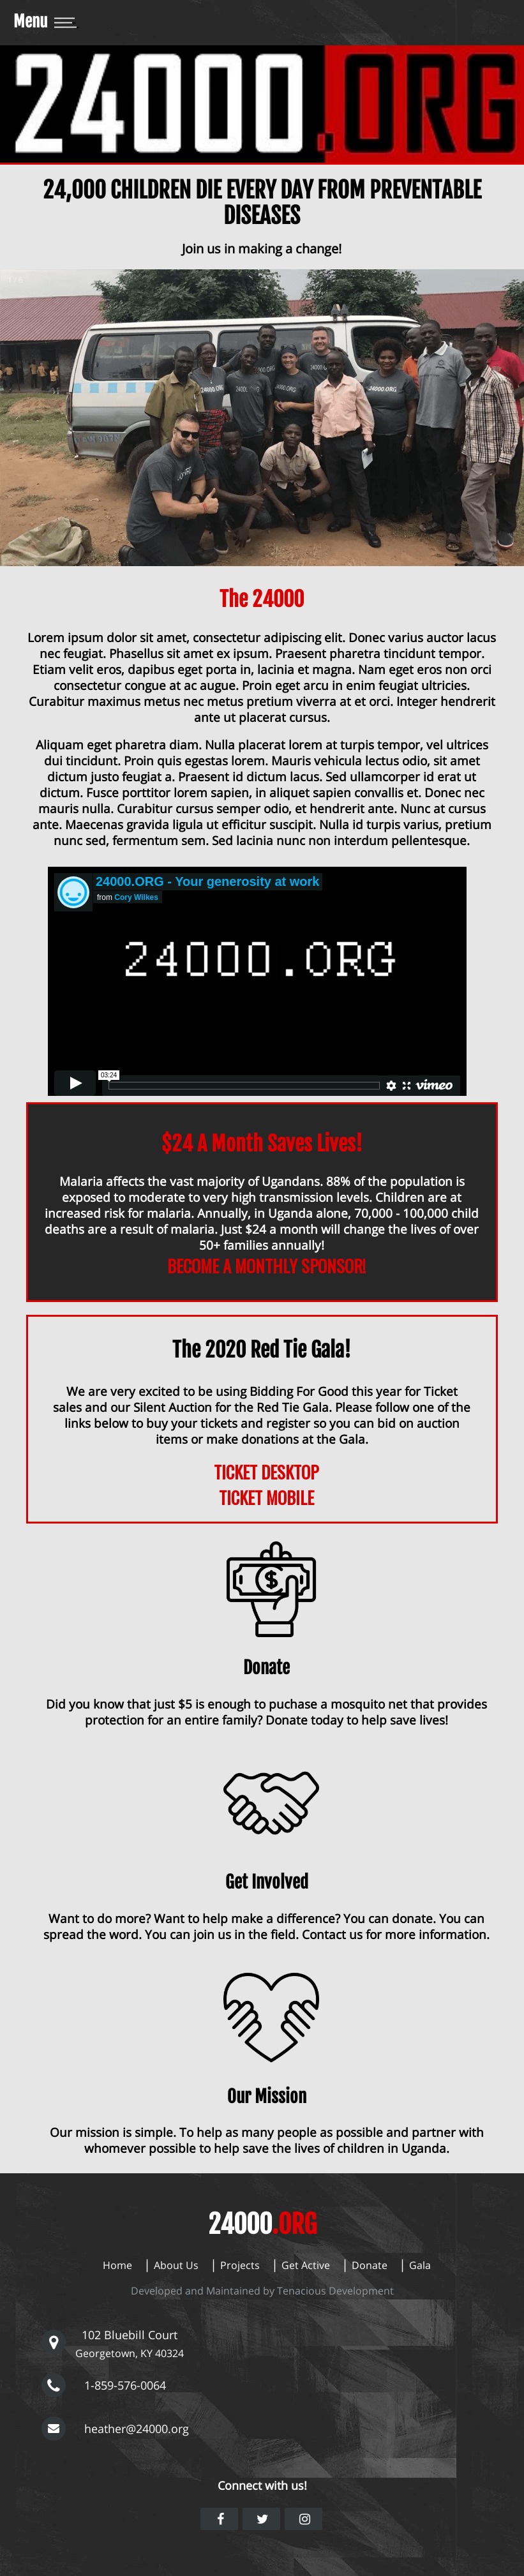 Menu
24000.ORG
24,000 CHILDREN DIE EVERY DAY FROM PREVENTABLE
DISEASES
Join us in making a change!
The 24000
Lorem ipsum dolor sit amet, consectetur adipiscing elit. Donec varius auctor lacus
nec feugiat. Phasellus sit amet ex ipsum. Praesent pharetra tincidunt tempor.
Etiam velit eros, dapibus eget porta in, lacinia et magna. Nam eget eros non orci
consectetur congue at ac augue. Proin eget arcu in enim feugiat ultricies.
Curabitur maximus metus nec metus pretium viverra at et orci. Integer hendrerit
ante ut placerat cursus.
Aliquam eget pharetra diam. Nulla placerat lorem at turpis tempor, vel ultrices
dui tincidunt. Proin quis egestas lorem. Mauris vehicula lectus odio, sit amet
dictum justo feugiat a. Praesent id dictum lacus. Sed ullamcorper id erat ut
dictum. Fusce porttitor lorem sapien, in aliquet sapien convallis et. Donec nec
mauris nulla. Curabitur cursus semper odio, et hendrerit ante. Nunc at cursus
ante. Maecenas gravida ligula ut efficitur suscipit. Nulla id turpis varius, pretium
nunc sed, fermentum sem. Sed lacinia nunc non interdum pellentesque.
24000.ORG - Your generosity at work
from Cory Wilkes
24000.ORG
03:24
vimeo
$24 A Month Saves Lives!
Malaria affects the vast majority of Ugandans. 88% of the population is
exposed to moderate to very high transmission levels. Children are at
increased risk for malaria. Annually, in Uganda alone, 70,000 - 100,000 child
deaths are a result of malaria. Just $24 a month will change the lives of over
50+ families annually!
BECOME A MONTHLY SPONSOR!
The 2020 Red Tie Gala!
We are very excited to be using Bidding For Good this year for Ticket
sales and our Silent Auction for the Red Tie Gala. Please follow one of the
links below to buy your tickets and register so you can bid on auction
items or make donations at the Gala.
TICKET DESKTOP
TICKET MOBILE
Donate
Did you know that just $5 is enough to puchase a mosquito net that provides
protection for an entire family? Donate today to help save lives!
Get Involved
Want to do more? Want to help make a difference? You can donate. You can
spread the word. You can join us in the field. Contact us for more information.
Our Mission
Our mission is simple. To help as many people as possible and partner with
whomever possible to help save the lives of children in Uganda.
24000.ORG
Home | About Us | Projects | Get Active | Donate | Gala
Developed and Maintained by Tenacious Development
102 Bluebill Court
Georgetown, KY 40324
1-859-576-0064
heather@24000.org
Connect with us!